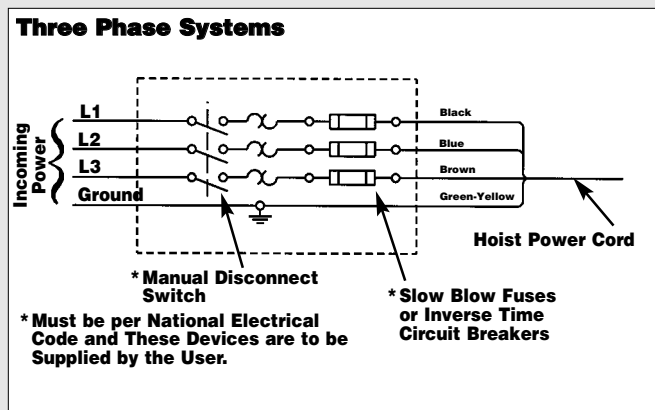 Three Phase Systems
L1
L2
L3
Ground
Incoming
Power
Black
Blue
Brown
Green-Yellow
Hoist Power Cord
*Manual Disconnect
Switch
*Slow Blow Fuses
or Inverse Time
Circuit Breakers
*Must be per National Electrical
Code and These Devices are to be
Supplied by the User.